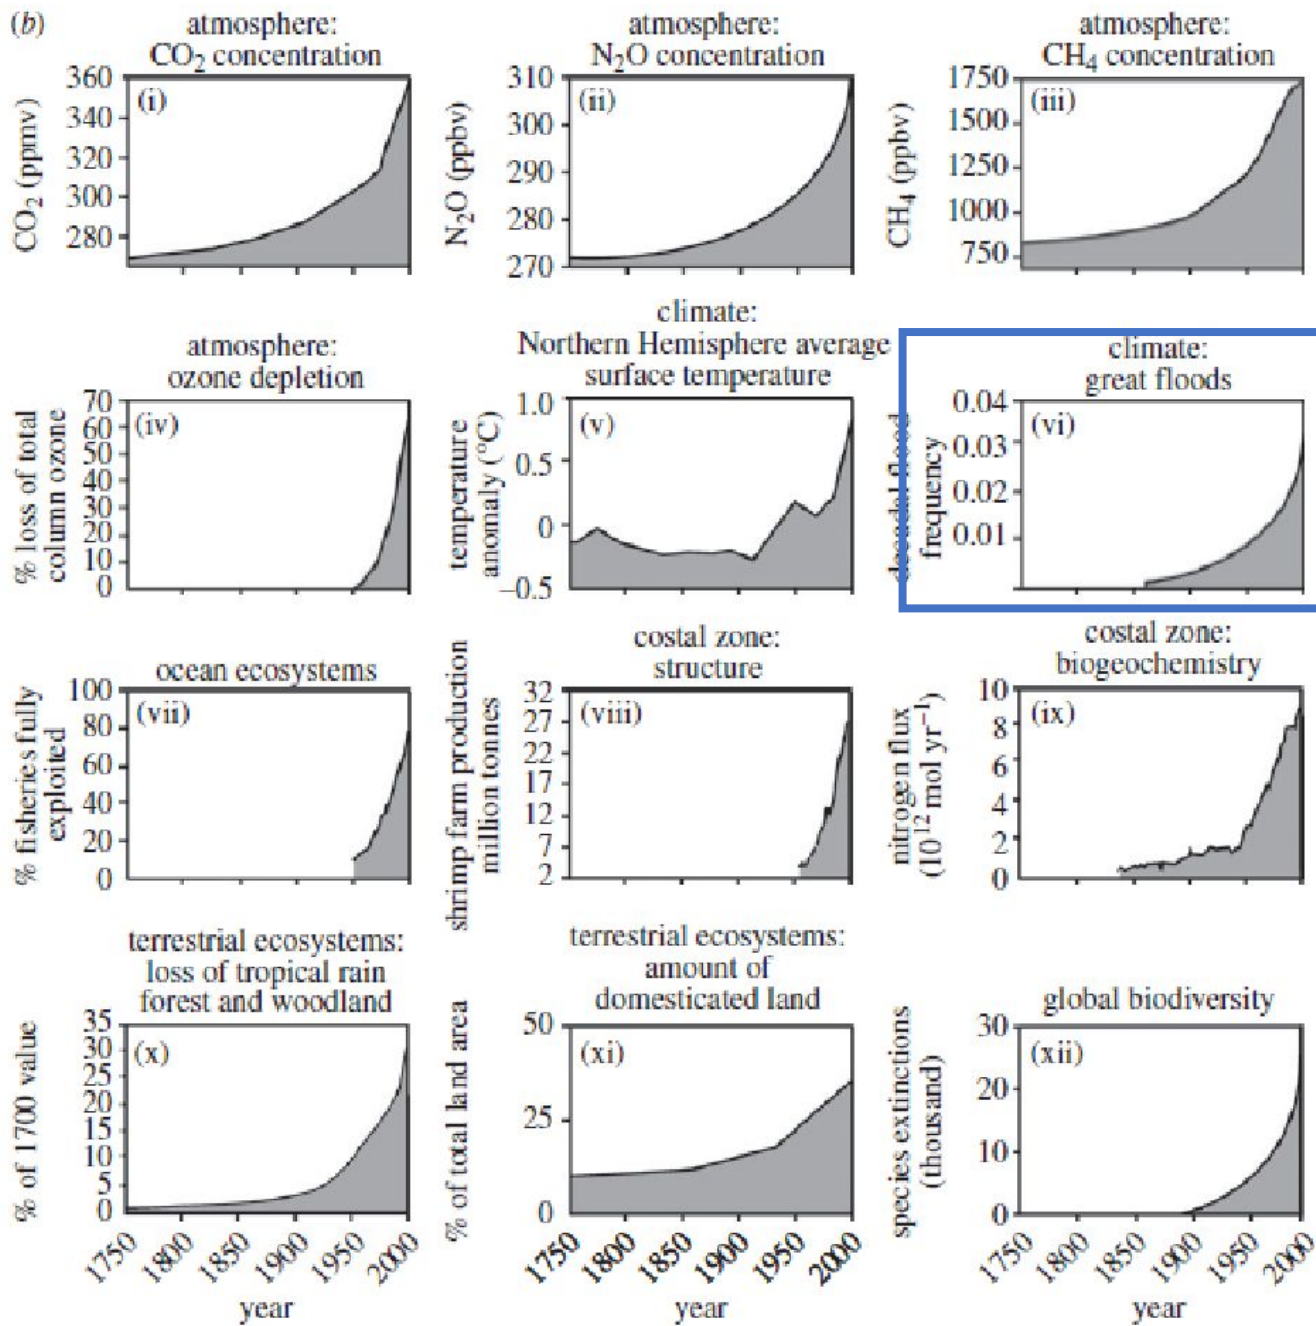 (b)
atmosphere:
CO2 concentration
CO2 (ppmv)
360
340
320
300
280
(i)
atmosphere:
N2O concentration
N2O (ppbv)
310
300
290
280
270
(ii)
atmosphere:
CH4 concentration
CH4 (ppbv)
1750
1500
1250
1000
750
(iii)
atmosphere:
ozone depletion
% loss of total
column ozone
70
60
50
40
30
20
10
0
(iv)
climate:
Northern Hemisphere average
surface temperature
temperature
anomaly (°C)
1.0
0.5
0
−0.5
(v)
climate:
great floods
decadal flood
frequency
0.04
0.03
0.02
0.01
(vi)
ocean ecosystems
% fisheries fully
exploited
100
80
60
40
20
0
(vii)
costal zone:
structure
shrimp farm production
million tonnes
32
27
22
17
12
7
2
(viii)
costal zone:
biogeochemistry
nitrogen flux
(10¹² mol yr⁻¹)
10
8
6
4
2
0
(ix)
terrestrial ecosystems:
loss of tropical rain
forest and woodland
% of 1700 value
35
30
25
20
15
10
5
0
(x)
1750
1800
1850
1900
1950
2000
year
terrestrial ecosystems:
amount of
domesticated land
% of total land area
50
25
0
(xi)
1750
1800
1850
1900
1950
2000
year
global biodiversity
species extinctions
(thousand)
30
20
10
0
(xii)
1750
1800
1850
1900
1950
2000
year